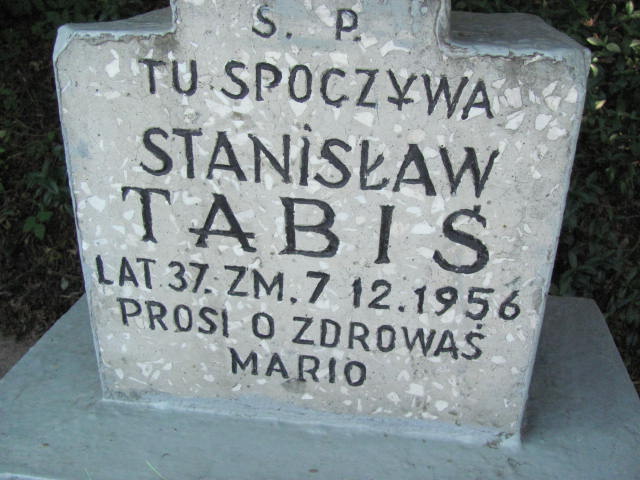 S. P.
TU SPOCZYWA
STANISŁAW
TABIŚ
LAT 37. ZM. 7 12.1956
PROSI O ZDROWAŚ
MARIO